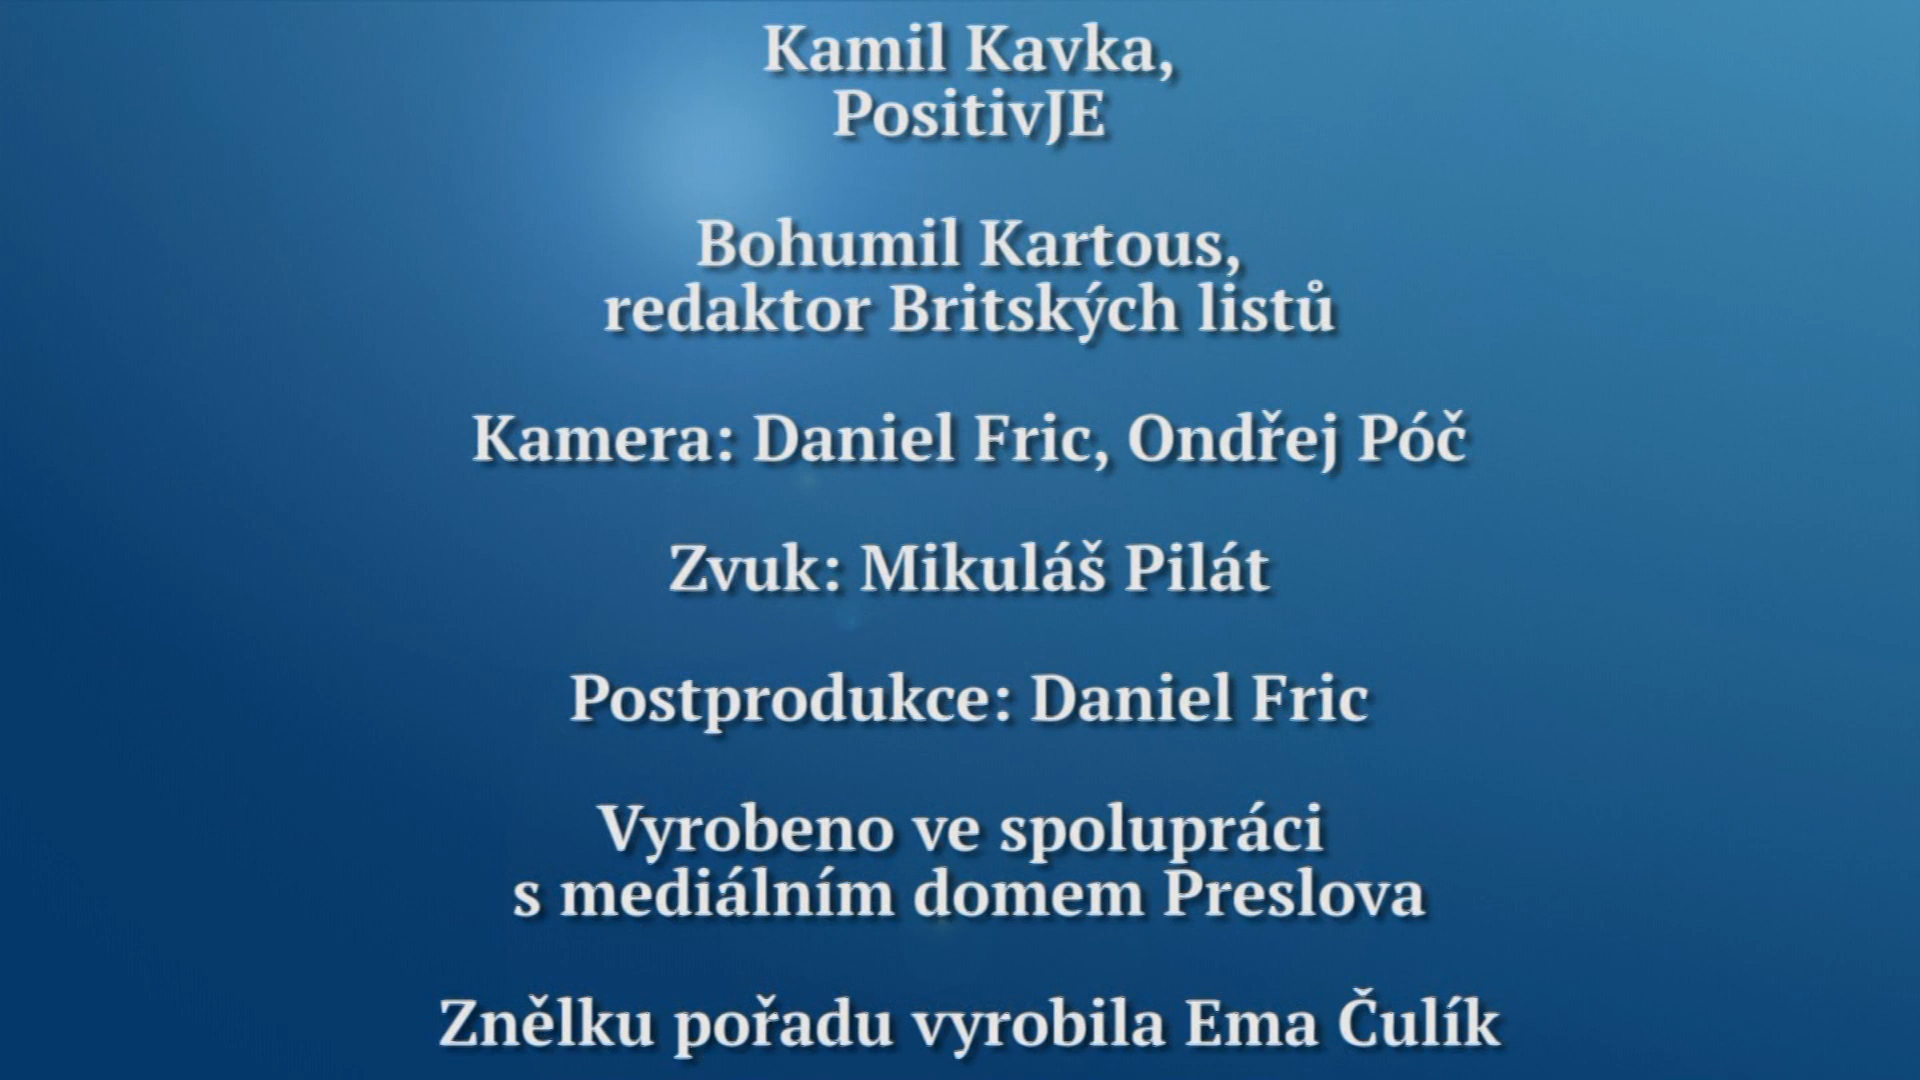 Kamil Kavka,
PositivJE
Bohumil Kartous,
redaktor Britských listů
Kamera: Daniel Fric, Ondřej Póč
Zvuk: Mikuláš Pilát
Postprodukce: Daniel Fric
Vyrobeno ve spolupráci
s mediálním domem Preslova
Znělku pořadu vyrobila Ema Čulík